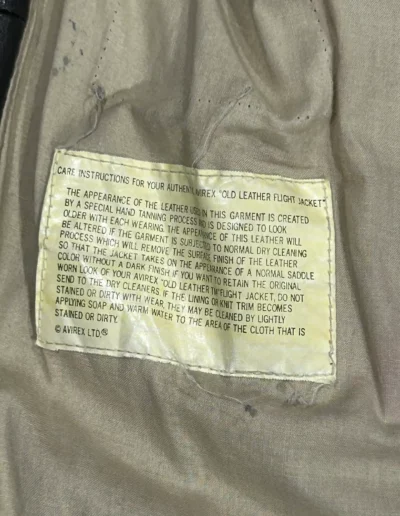 CARE INSTRUCTIONS FOR YOUR AUTHENTIC AVIREX "OLD LEATHER FLIGHT JACKET"
THE APPEARANCE OF THE LEATHER USED IN THIS GARMENT IS CREATED
BY A SPECIAL HAND TANNING PROCESS AND IS DESIGNED TO LOOK
OLDER WITH EACH WEARING. THE APPEARANCE OF THIS LEATHER WILL
BE ALTERED IF THE GARMENT IS SUBJECTED TO NORMAL DRY CLEANING
PROCESS WHICH WILL REMOVE THE SURFACE FINISH OF THE LEATHER
SO THAT THE JACKET TAKES ON THE APPEARANCE OF A NORMAL SADDLE
COLOR WITHOUT A DARK FINISH IF YOU WANT TO RETAIN THE ORIGINAL
WORN LOOK OF YOUR AVIREX "OLD LEATHER TM" FLIGHT JACKET, DO NOT
SEND TO THE DRY CLEANERS IF THE LINING OR KNIT TRIM BECOMES
STAINED OR DIRTY WITH WEAR. THEY MAY BE CLEANED BY LIGHTLY
APPLYING SOAP AND WARM WATER TO THE AREA OF THE CLOTH THAT IS
STAINED OR DIRTY.
© AVIREX LTD.®